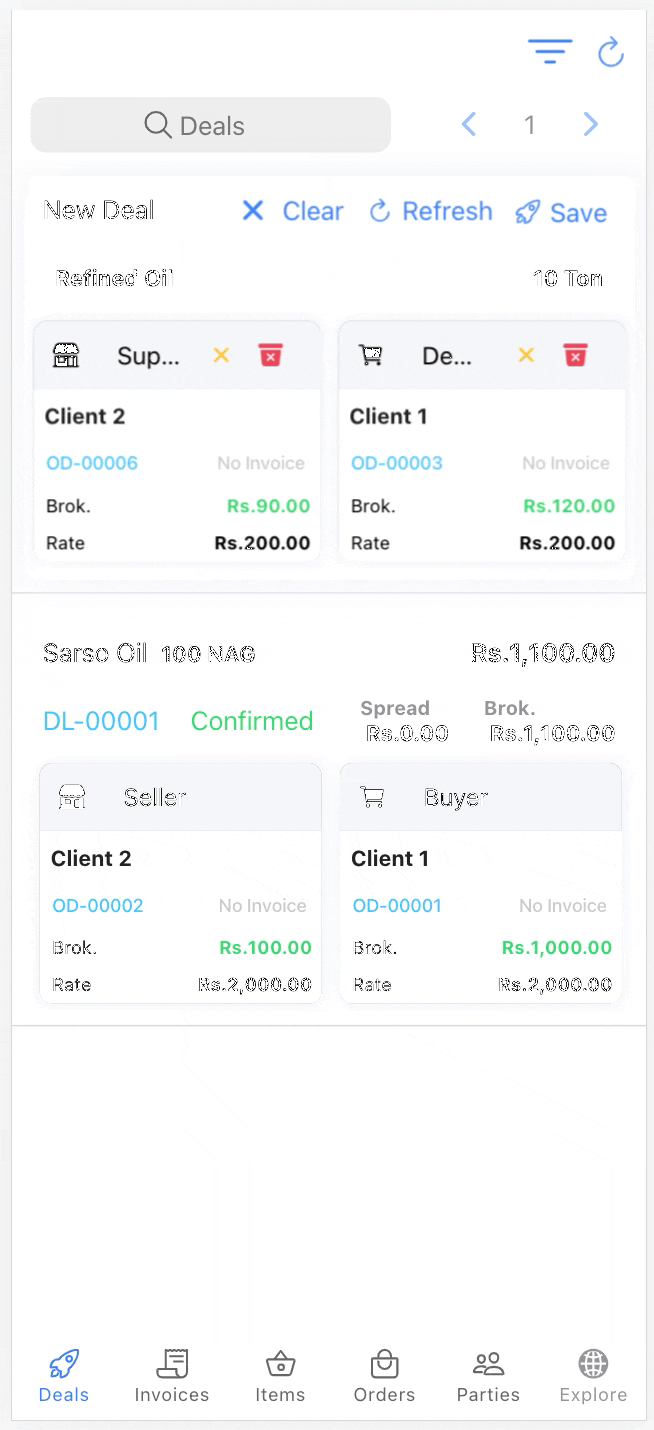 Deals
1
New Deal Clear Refresh Save
Refined Oil 10 Ton
Sup... De...
Client 2 Client 1
OD-00006 No Invoice OD-00003 No Invoice
Brok. Rs.90.00 Brok. Rs.120.00
Rate Rs.200.00 Rate Rs.200.00
Sarso Oil 100 NAG Rs.1,100.00
Spread Brok.
DL-00001 Confirmed Rs.0.00 Rs.1,100.00
Seller Buyer
Client 2 Client 1
OD-00002 No Invoice OD-00001 No Invoice
Brok. Rs.100.00 Brok. Rs.1,000.00
Rate Rs.2,000.00 Rate Rs.2,000.00
Deals Invoices Items Orders Parties Explore